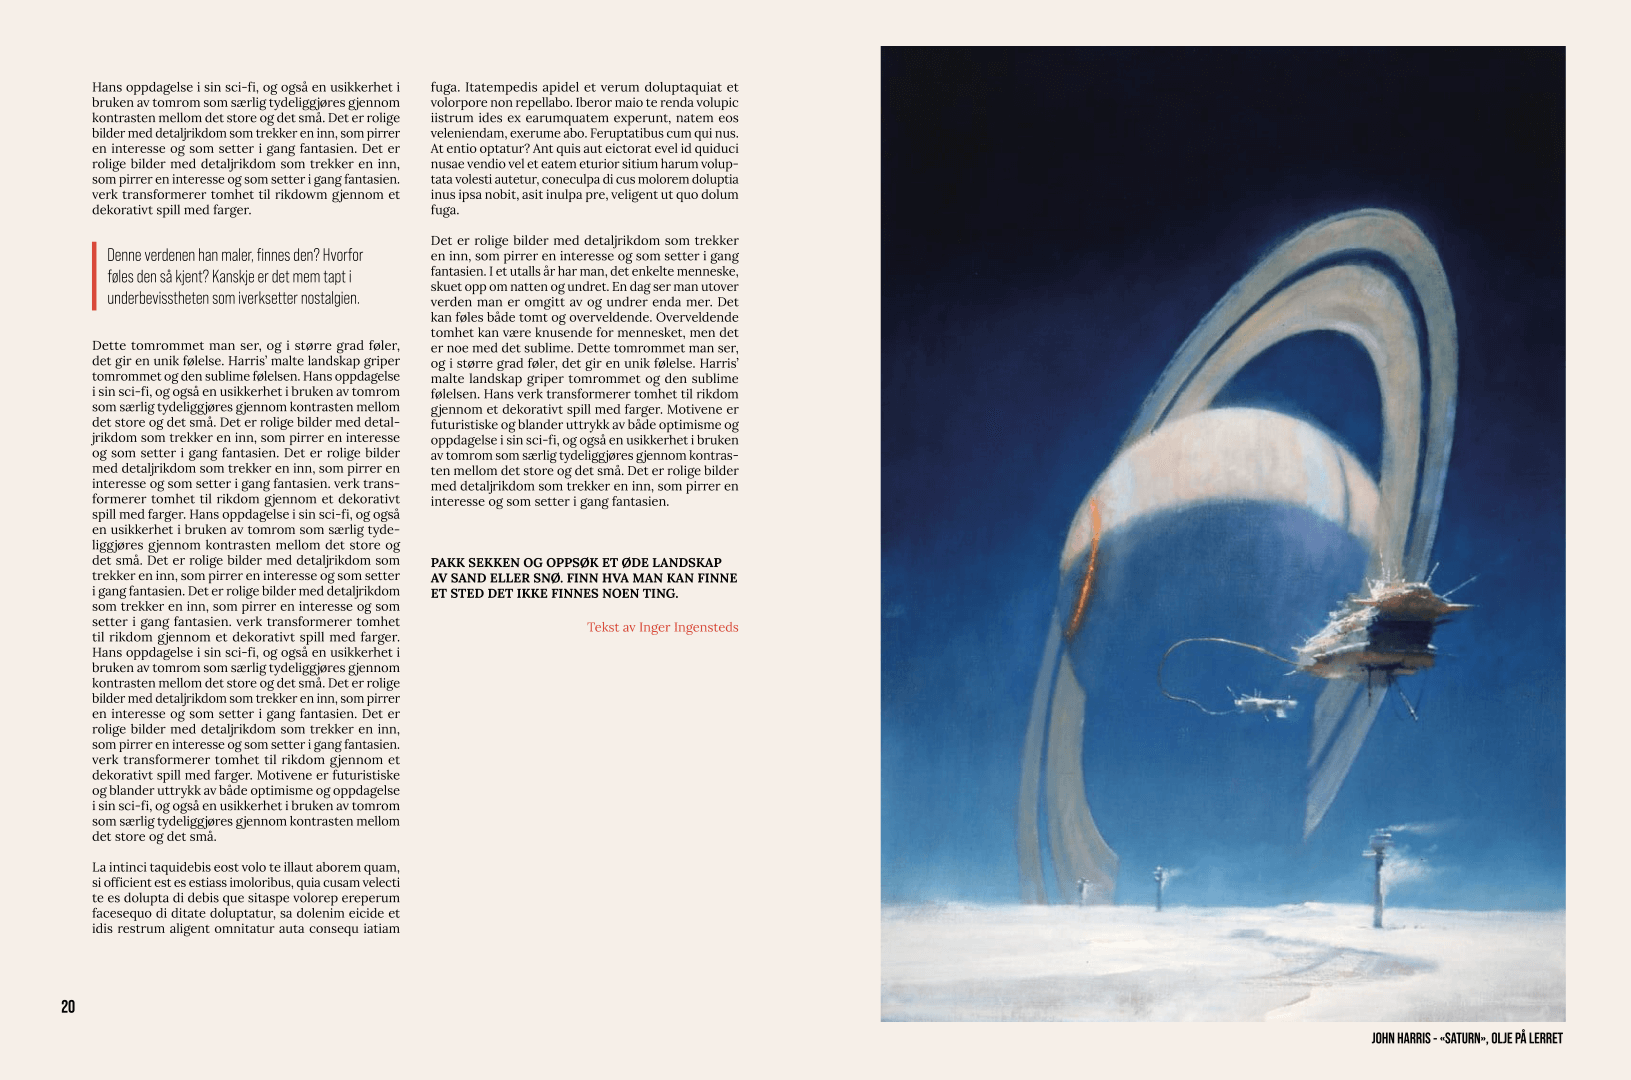 Hans oppdagelse i sin sci-fi, og også en usikkerhet i
bruken av tomrom som særlig tydeliggjøres gjennom
kontrasten mellom det store og det små. Det er rolige
bilder med detaljrikdom som trekker en inn, som pirrer
en interesse og som setter i gang fantasien. Det er
rolige bilder med detaljrikdom som trekker en inn,
som pirrer en interesse og som setter i gang fantasien.
verk transformerer tomhet til rikdowm gjennom et
dekorativt spill med farger.
Denne verdenen han maler, finnes den? Hvorfor
føles den så kjent? Kanskje er det mem tapt i
underbevisstheten som iverksetter nostalgien.
Dette tomrommet man ser, og i større grad føler,
det gir en unik følelse. Harris’ malte landskap griper
tomrommet og den sublime følelsen. Hans oppdagelse
i sin sci-fi, og også en usikkerhet i bruken av tomrom
som særlig tydeliggjøres gjennom kontrasten mellom
det store og det små. Det er rolige bilder med detal-
jrikdom som trekker en inn, som pirrer en interesse
og som setter i gang fantasien. Det er rolige bilder
med detaljrikdom som trekker en inn, som pirrer en
interesse og som setter i gang fantasien. verk trans-
formerer tomhet til rikdom gjennom et dekorativt
spill med farger. Hans oppdagelse i sin sci-fi, og også
en usikkerhet i bruken av tomrom som særlig tyde-
liggjøres gjennom kontrasten mellom det store og
det små. Det er rolige bilder med detaljrikdom som
trekker en inn, som pirrer en interesse og som setter
i gang fantasien. Det er rolige bilder med detaljrikdom
som trekker en inn, som pirrer en interesse og som
setter i gang fantasien. verk transformerer tomhet
til rikdom gjennom et dekorativt spill med farger.
Hans oppdagelse i sin sci-fi, og også en usikkerhet i
bruken av tomrom som særlig tydeliggjøres gjennom
kontrasten mellom det store og det små. Det er rolige
bilder med detaljrikdom som trekker en inn, som pirrer
en interesse og som setter i gang fantasien. Det er
rolige bilder med detaljrikdom som trekker en inn,
som pirrer en interesse og som setter i gang fantasien.
verk transformerer tomhet til rikdom gjennom et
dekorativt spill med farger. Motivene er futuristiske
og blander uttrykk av både optimisme og oppdagelse
i sin sci-fi, og også en usikkerhet i bruken av tomrom
som særlig tydeliggjøres gjennom kontrasten mellom
det store og det små.
La intinci taquidebis eost volo te illaut aborem quam,
si officient est es estiass imoloribus, quia cusam velecti
te es dolupta di debis que sitaspe volorep ereperum
facesequo di ditate doluptatur, sa dolenim eicide et
idis restrum aligent omnitatur auta consequ iatiam
fuga. Itatempedis apidel et verum doluptaquiat et
volorpore non repellabo. Iberor maio te renda volupic
iistrum ides ex earumquatem experunt, natem eos
veleniendam, exerume abo. Feruptatibus cum qui nus.
At entio optatur? Ant quis aut eictorat evel id quiduci
nusae vendio vel et eatem eturior sitium harum volup-
tata volesti autetur, coneculpa di cus molorem doluptia
inus ipsa nobit, asit inulpa pre, veligent ut quo dolum
fuga.
Det er rolige bilder med detaljrikdom som trekker
en inn, som pirrer en interesse og som setter i gang
fantasien. I et utalls år har man, det enkelte menneske,
skuet opp om natten og undret. En dag ser man utover
verden man er omgitt av og undrer enda mer. Det
kan føles både tomt og overveldende. Overveldende
tomhet kan være knusende for mennesket, men det
er noe med det sublime. Dette tomrommet man ser,
og i større grad føler, det gir en unik følelse. Harris’
malte landskap griper tomrommet og den sublime
følelsen. Hans verk transformerer tomhet til rikdom
gjennom et dekorativt spill med farger. Motivene er
futuristiske og blander uttrykk av både optimisme og
oppdagelse i sin sci-fi, og også en usikkerhet i bruken
av tomrom som særlig tydeliggjøres gjennom kontras-
ten mellom det store og det små. Det er rolige bilder
med detaljrikdom som trekker en inn, som pirrer en
interesse og som setter i gang fantasien.
PAKK SEKKEN OG OPPSØK ET ØDE LANDSKAP
AV SAND ELLER SNØ. FINN HVA MAN KAN FINNE
ET STED DET IKKE FINNES NOEN TING.
Tekst av Inger Ingensteds
20
JOHN HARRIS - «SATURN», OLJE PÅ LERRET